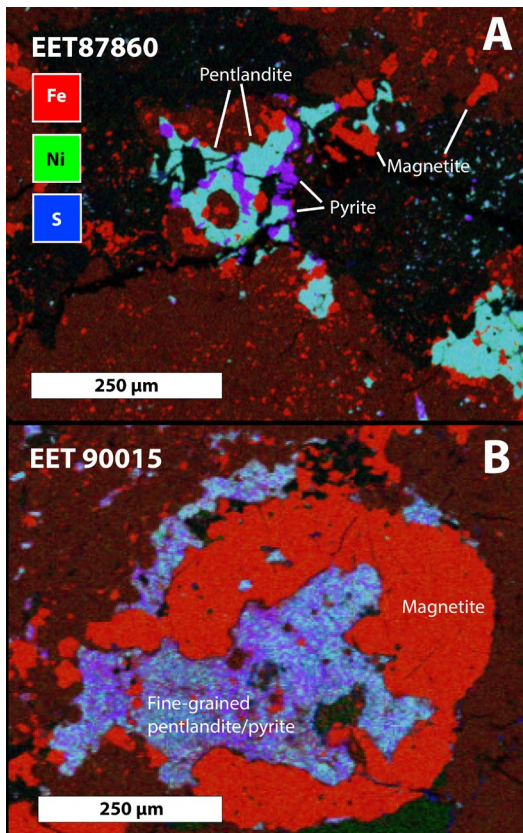 EET87860
A
Pentlandite
Fe
Ni
S
Magnetite
Pyrite
250 µm
EET 90015
B
Magnetite
Fine-grained
pentlandite/pyrite
250 µm